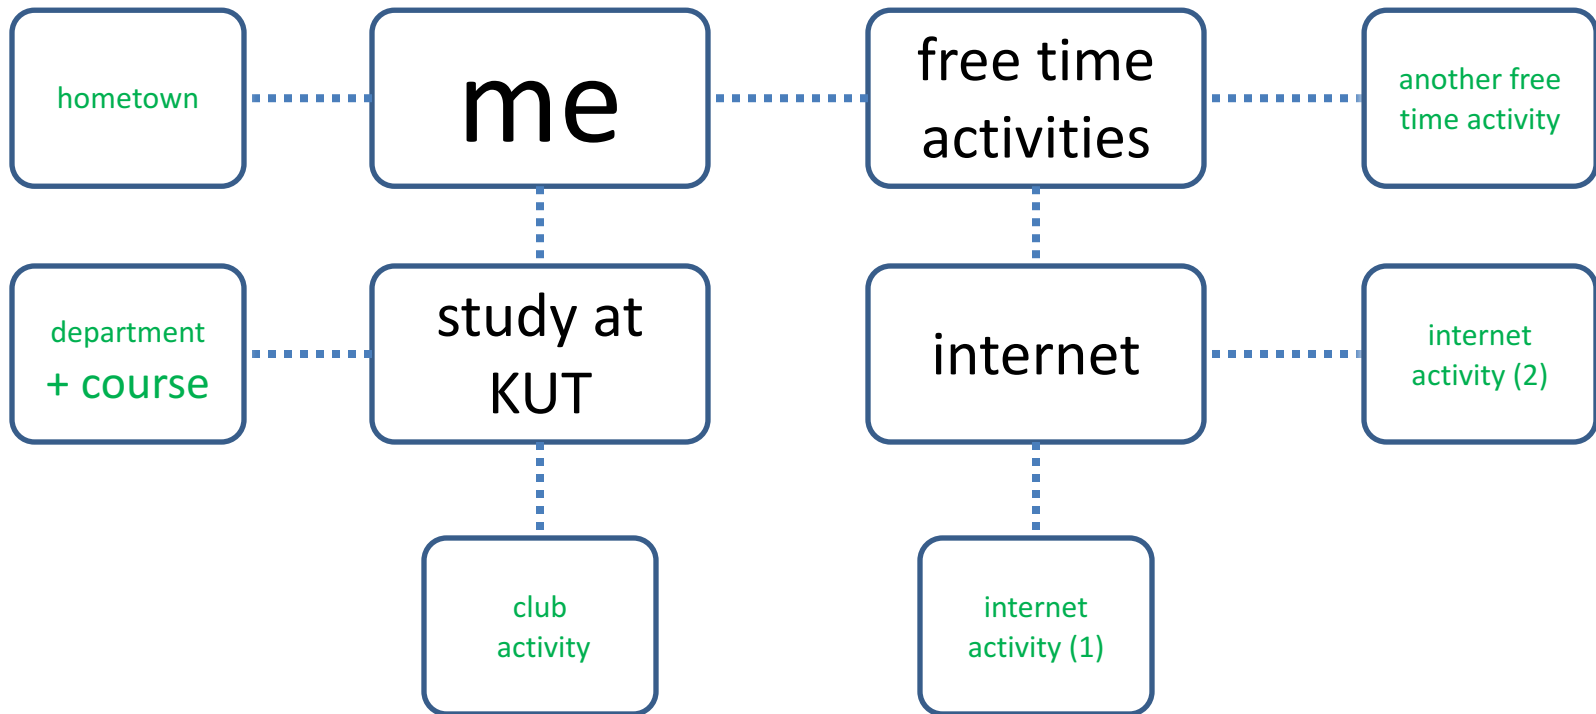 hometown
me
free time
activities
another free
time activity
department
+ course
study at
KUT
internet
internet
activity (2)
club
activity
internet
activity (1)